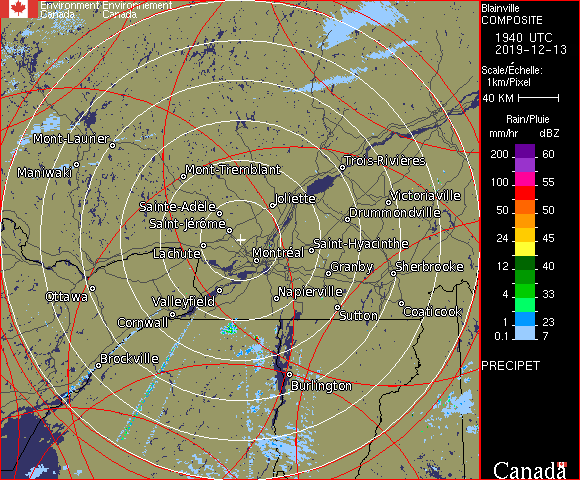 Environment Environnement
Canada Canada
Blainville
COMPOSITE
1940 UTC
2019-12-13
Scale/Échelle:
1km/Pixel
40 KM
Rain/Pluie
mm/hr dBZ
200 60
100 55
50 50
24 45
12 40
4 33
1 23
0.1 7
PRECIPET
Mont-Laurier
Maniwaki
Mont-Tremblant
Trois-Rivières
Joliette
Victoriaville
Sainte-Adèle
Drummondville
Saint-Jérôme
Saint-Hyacinthe
Lachute
Montréal
Granby
Sherbrooke
Ottawa
Valleyfield
Napierville
Cornwall
Sutton
Coaticook
Brockville
Burlington
Canada